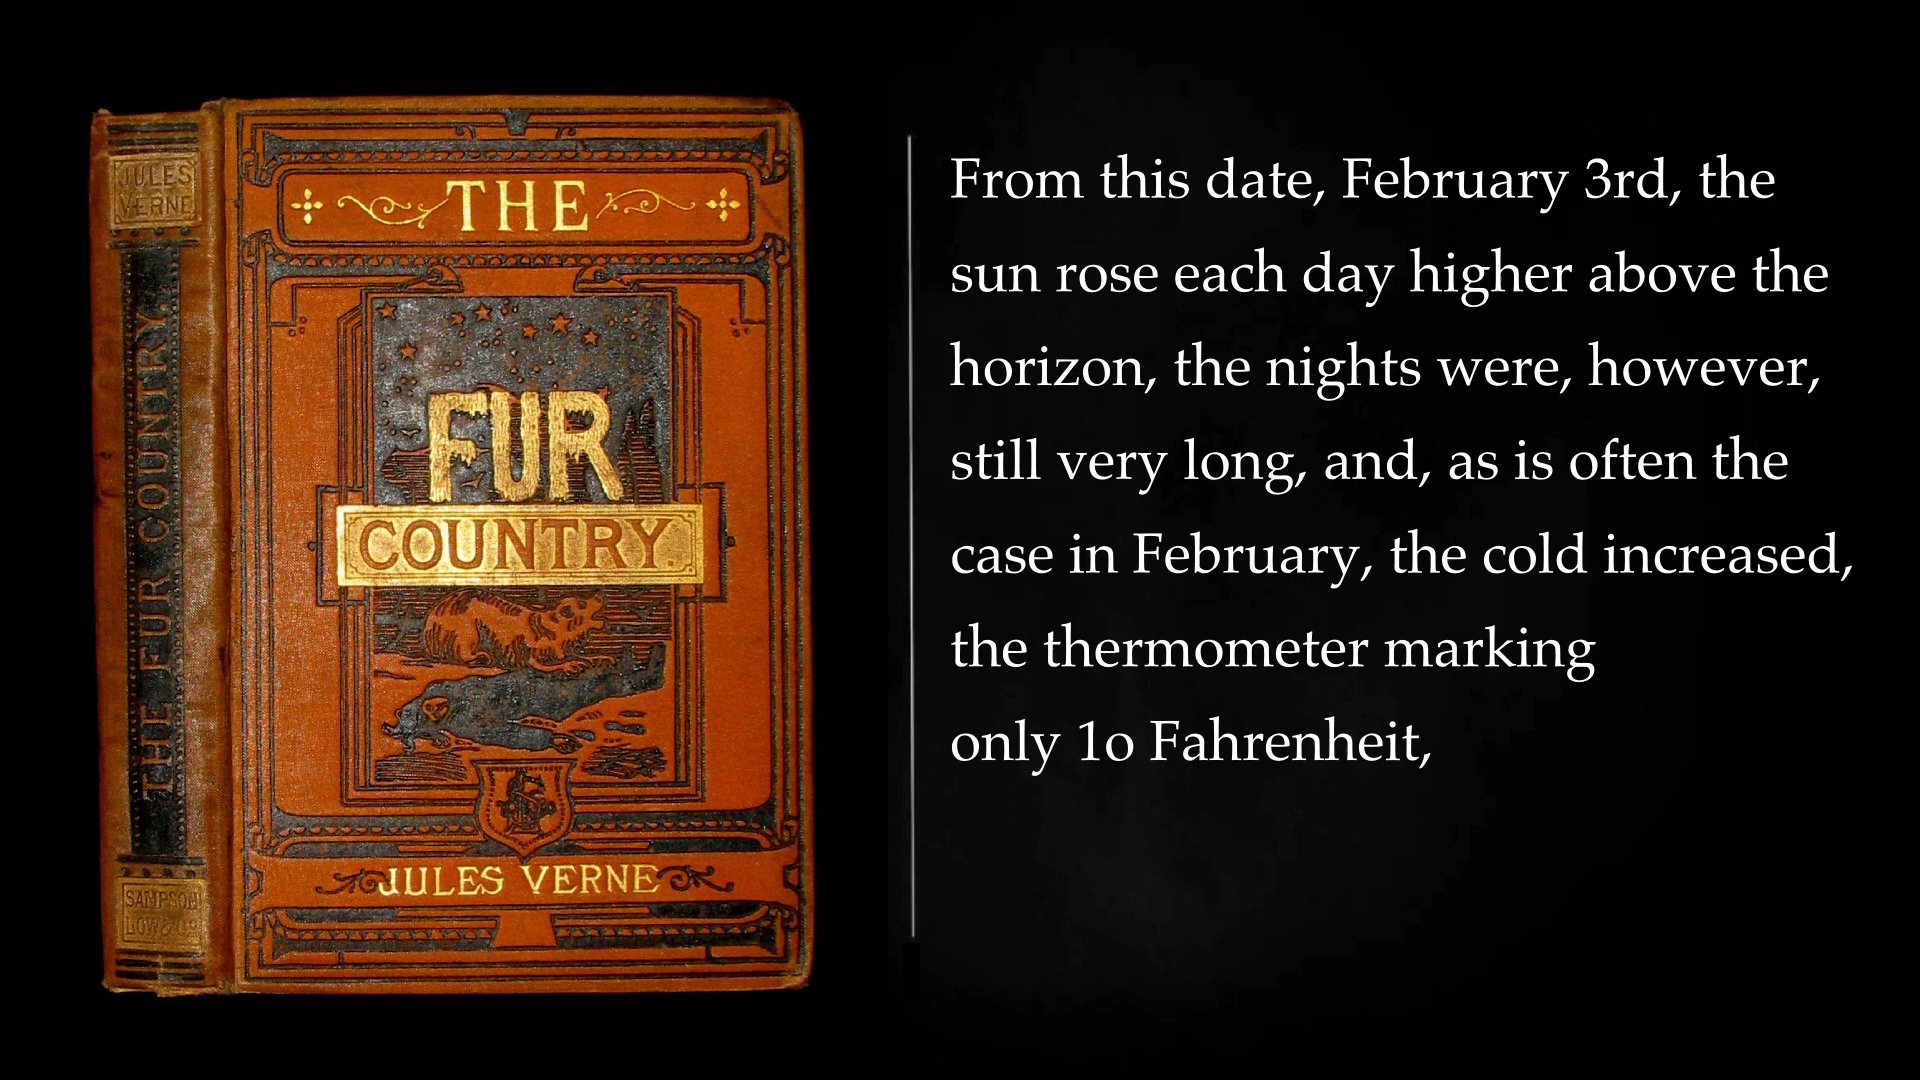 JULES
VERNE
THE FUR COUNTRY.
SAMPSON
LOW & Co
THE
FUR
COUNTRY.
JULES VERNE
From this date, February 3rd, the
sun rose each day higher above the
horizon, the nights were, however,
still very long, and, as is often the
case in February, the cold increased,
the thermometer marking
only 1o Fahrenheit,